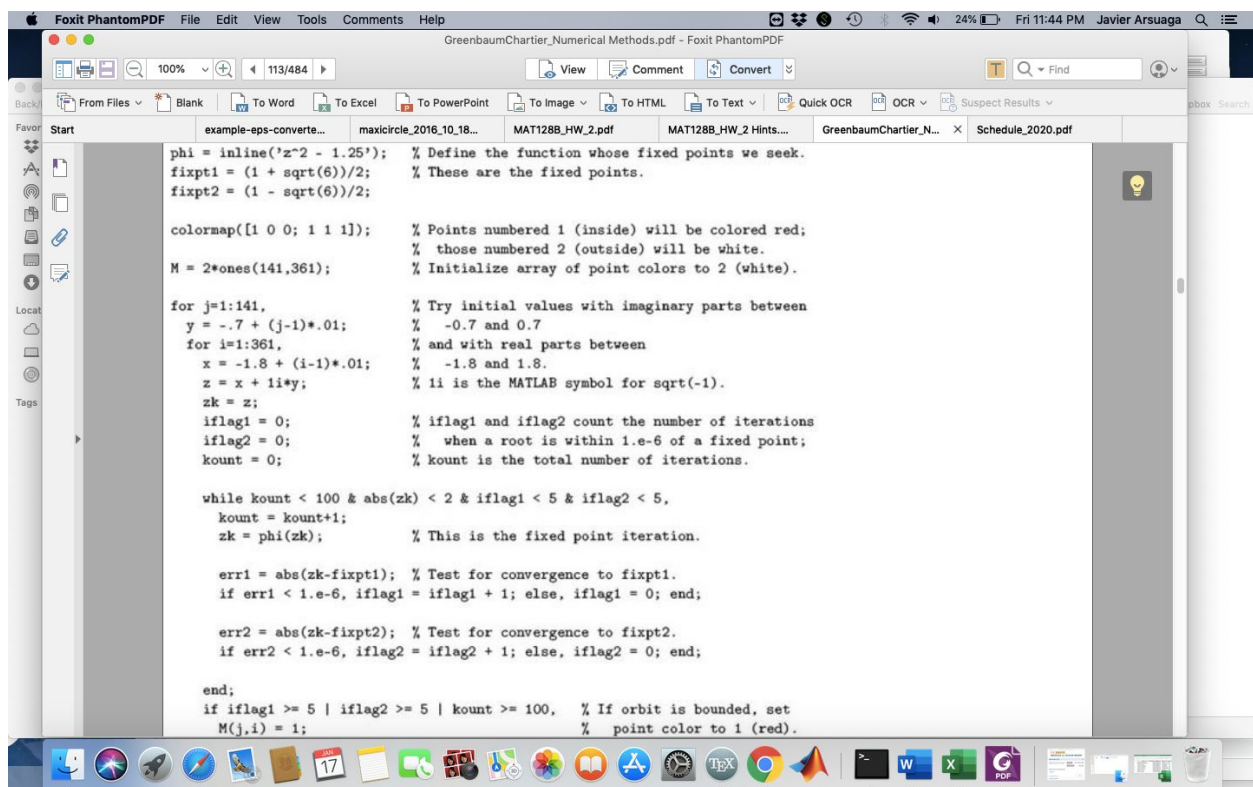 Foxit PhantomPDF File Edit View Tools Comments Help 24% Fri 11:44 PM Javier Arsuaga
GreenbaumChartier_Numerical Methods.pdf - Foxit PhantomPDF
100% 113/484 View Comment Convert T Find
Back/ From Files Blank To Word To Excel To PowerPoint To Image To HTML To Text Quick OCR OCR Suspect Results pbox Search
Favor Start example-eps-converte... maxicircle_2016_10_18... MAT128B_HW_2.pdf MAT128B_HW_2 Hints.... GreenbaumChartier_N... × Schedule_2020.pdf
Locat
Tags
phi = inline('z^2 - 1.25'); % Define the function whose fixed points we seek.
fixpt1 = (1 + sqrt(6))/2; % These are the fixed points.
fixpt2 = (1 - sqrt(6))/2;
colormap([1 0 0; 1 1 1]); % Points numbered 1 (inside) will be colored red;
% those numbered 2 (outside) will be white.
M = 2*ones(141,361); % Initialize array of point colors to 2 (white).
for j=1:141, % Try initial values with imaginary parts between
y = -.7 + (j-1)*.01; % -0.7 and 0.7
for i=1:361, % and with real parts between
x = -1.8 + (i-1)*.01; % -1.8 and 1.8.
z = x + 1i*y; % 1i is the MATLAB symbol for sqrt(-1).
zk = z;
iflag1 = 0; % iflag1 and iflag2 count the number of iterations
iflag2 = 0; % when a root is within 1.e-6 of a fixed point;
kount = 0; % kount is the total number of iterations.
while kount < 100 & abs(zk) < 2 & iflag1 < 5 & iflag2 < 5,
kount = kount+1;
zk = phi(zk); % This is the fixed point iteration.
err1 = abs(zk-fixpt1); % Test for convergence to fixpt1.
if err1 < 1.e-6, iflag1 = iflag1 + 1; else, iflag1 = 0; end;
err2 = abs(zk-fixpt2); % Test for convergence to fixpt2.
if err2 < 1.e-6, iflag2 = iflag2 + 1; else, iflag2 = 0; end;
end;
if iflag1 >= 5 | iflag2 >= 5 | kount >= 100, % If orbit is bounded, set
M(j,i) = 1; % point color to 1 (red).
JAN
17
TEX
W
X
PDF